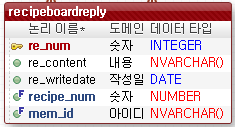 recipeboardreply
논리 이름* 도메인 데이터 타입
re_num 숫자 INTEGER
re_content 내용 NVARCHAR()
re_writedate 작성일 DATE
recipe_num 숫자 NUMBER
mem_id 아이디 NVARCHAR()